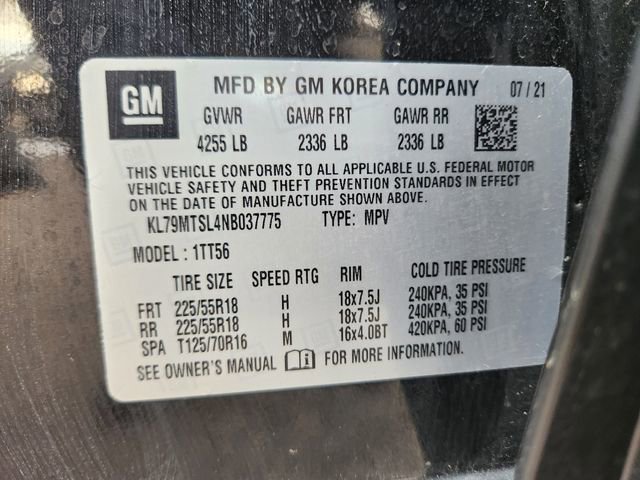 GM MFD BY GM KOREA COMPANY 07/21
GVWR GAWR FRT GAWR RR
4255 LB 2336 LB 2336 LB
THIS VEHICLE CONFORMS TO ALL APPLICABLE U.S. FEDERAL MOTOR
VEHICLE SAFETY AND THEFT PREVENTION STANDARDS IN EFFECT
ON THE DATE OF MANUFACTURE SHOWN ABOVE.
KL79MTSL4NB037775 TYPE: MPV
MODEL: 1TT56
TIRE SIZE SPEED RTG RIM COLD TIRE PRESSURE
FRT 225/55R18 H 18x7.5J 240KPA, 35 PSI
RR 225/55R18 H 18x7.5J 240KPA, 35 PSI
SPA T125/70R16 M 16x4.0BT 420KPA, 60 PSI
SEE OWNER'S MANUAL FOR MORE INFORMATION.